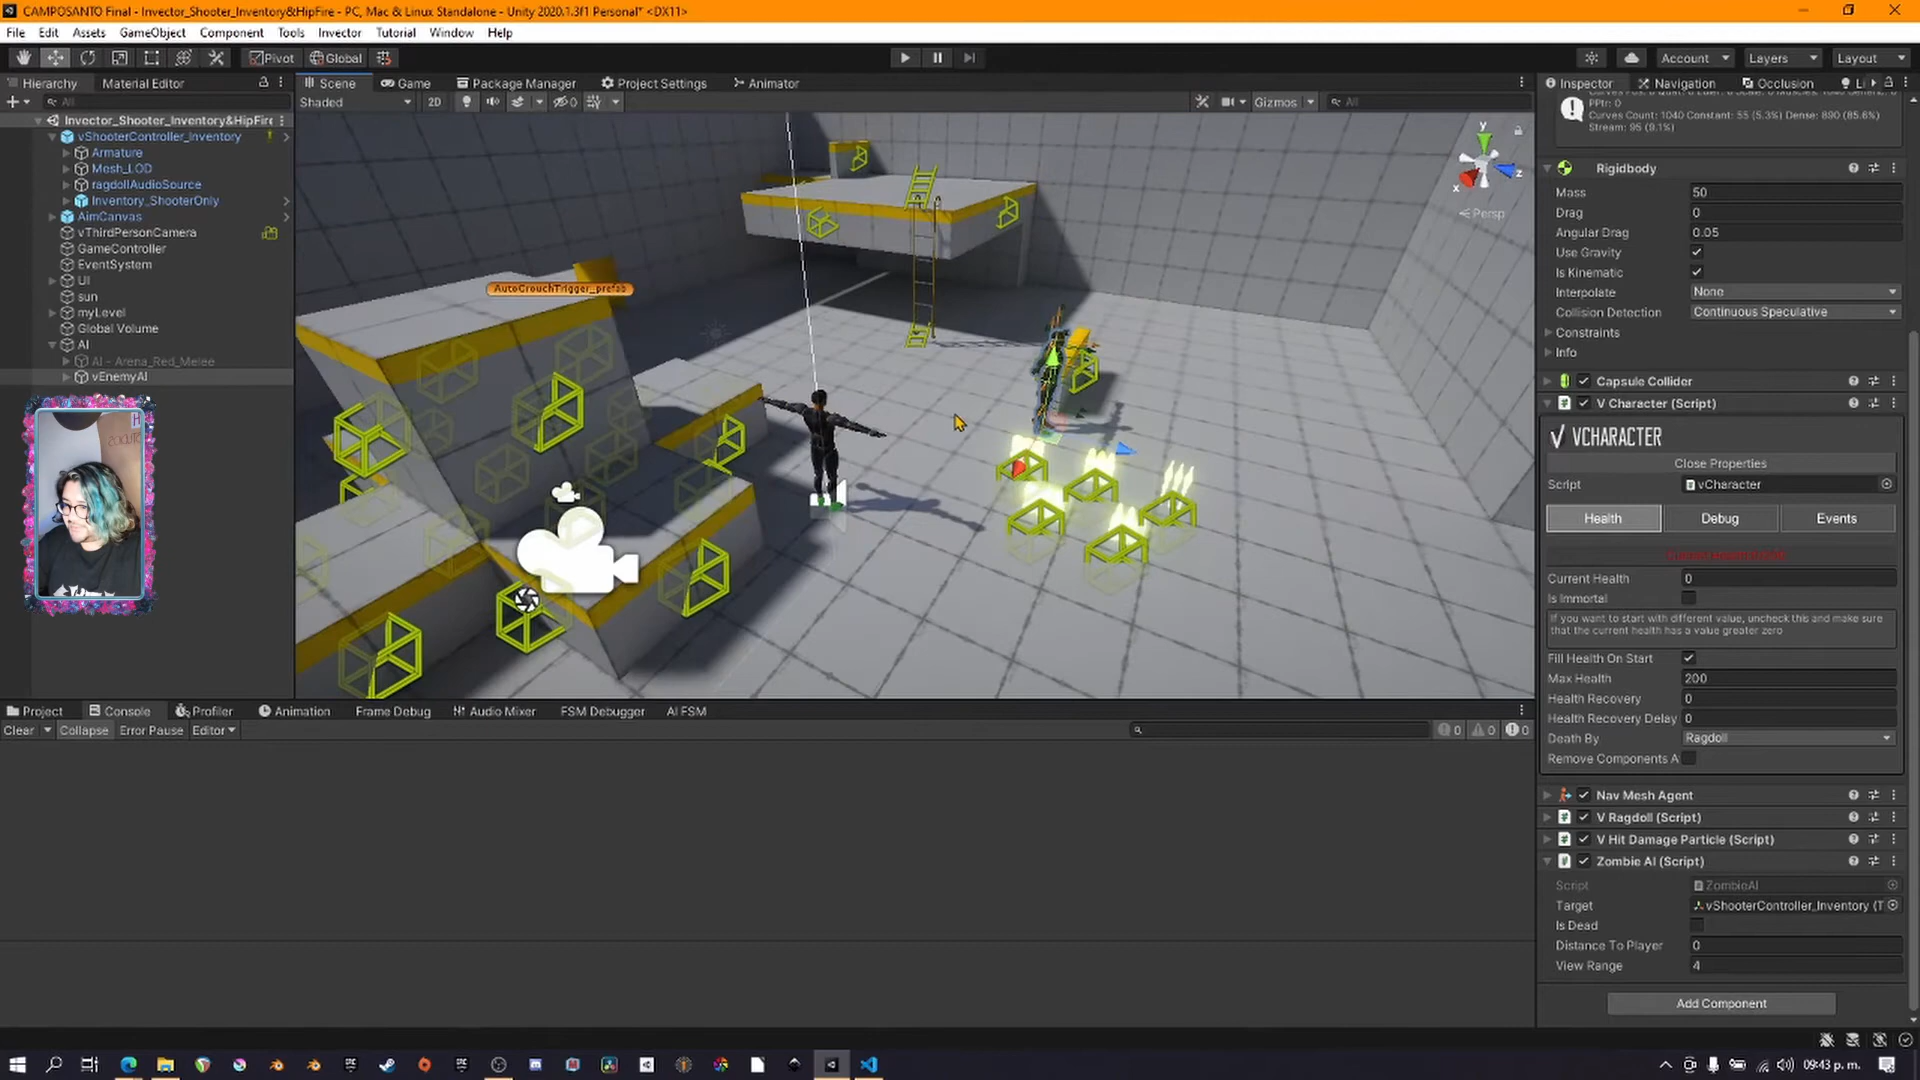 CAMPOSANTO Final - Invector_Shooter_Inventory&HipFire - PC, Mac & Linux Standalone - Unity 2020.1.3f1 Personal* <DX11>
File Edit Assets GameObject Component Tools Invector Tutorial Window Help
Pivot Global Account Layers Layout
Hierarchy Material Editor
All
Invector_Shooter_Inventory&HipFire
vShooterController_Inventory
Armature
Mesh_LOD
ragdollAudioSource
Inventory_ShooterOnly
AimCanvas
vThirdPersonCamera
GameController
EventSystem
UI
sun
myLevel
Global Volume
AI
AI - Arena_Red_Melee
vEnemyAI
Scene Game Package Manager Project Settings Animator
Shaded 2D 0 Gizmos All
AutoCrouchTrigger_prefab
y
x
z
Persp
Project Console Profiler Animation Frame Debug Audio Mixer FSM Debugger AI FSM
Clear Collapse Error Pause Editor 0 0 0
Inspector Navigation Occlusion Li
PPtr: 0
Curves Count: 1040 Constant: 55 (5.3%) Dense: 890 (85.6%)
Stream: 95 (9.1%)
Rigidbody
Mass 50
Drag 0
Angular Drag 0.05
Use Gravity
Is Kinematic
Interpolate None
Collision Detection Continuous Speculative
Constraints
Info
Capsule Collider
V Character (Script)
VCHARACTER
Close Properties
Script vCharacter
Health Debug Events
Current Health 0
Is Immortal
If you want to start with different value, uncheck this and make sure
that the current health has a value greater zero
Fill Health On Start
Max Health 200
Health Recovery 0
Health Recovery Delay 0
Death By Ragdoll
Remove Components A
Nav Mesh Agent
V Ragdoll (Script)
V Hit Damage Particle (Script)
Zombie AI (Script)
Script ZombieAI
Target vShooterController_Inventory (T
Is Dead
Distance To Player 0
View Range 4
Add Component
09:43 p. m.